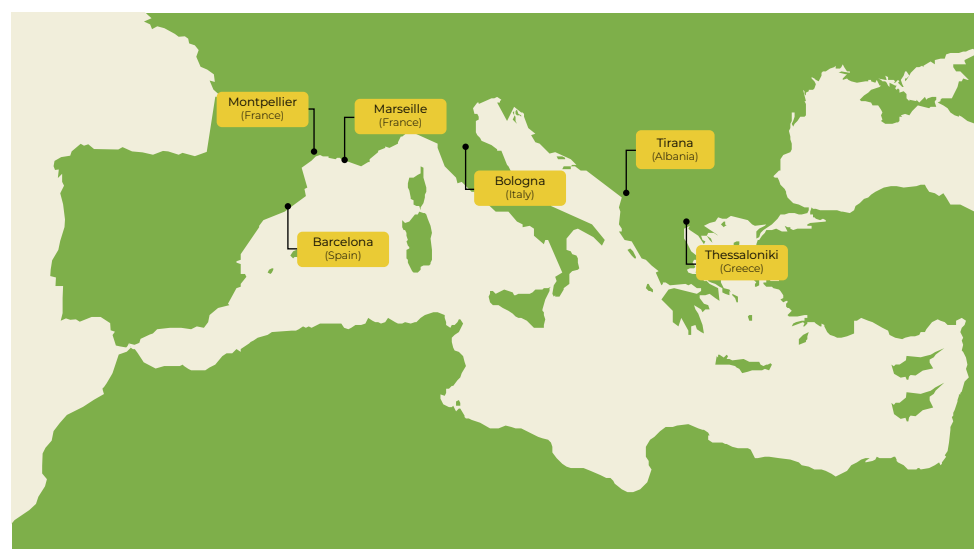 Montpellier
(France)
Marseille
(France)
Tirana
(Albania)
Bologna
(Italy)
Barcelona
(Spain)
Thessaloniki
(Greece)